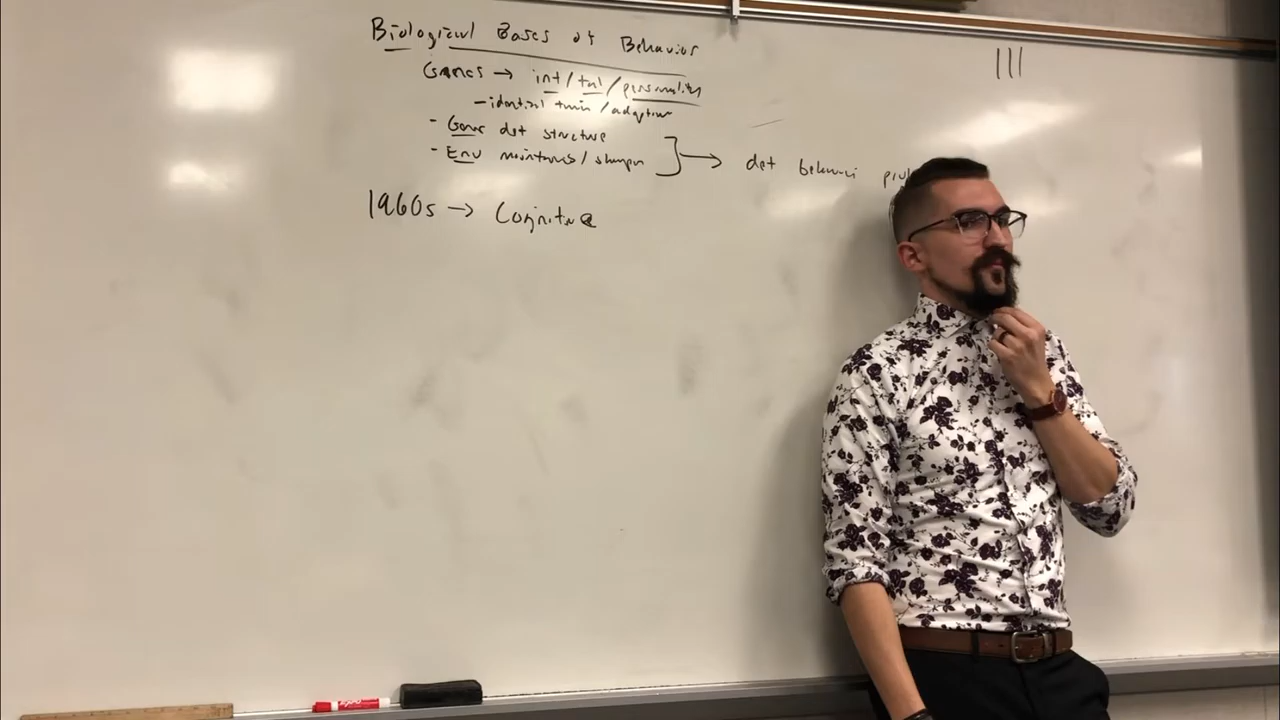 Biological Bases of Behavior
|||
Genes → int/tal/personality
- identical twin/adoption
- Gene det structure
- Env maintains/shapes
→ det behavior
1960s → Cognitive
EXPO